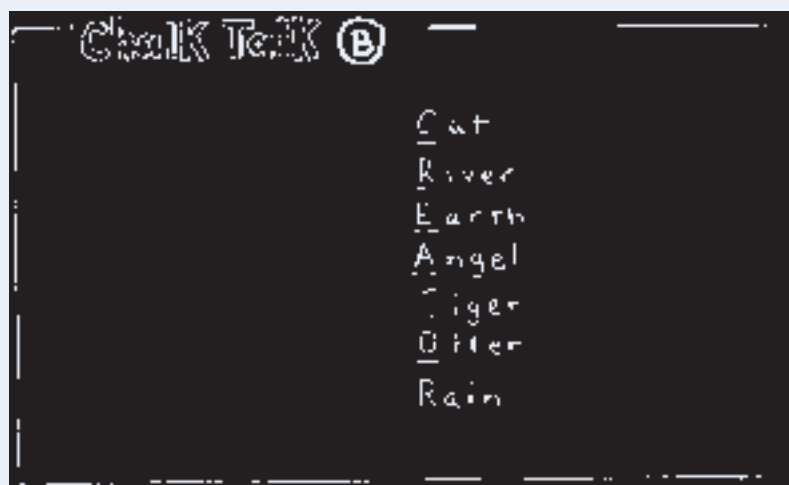 Chalk Talk B
Cat
River
Earth
Angel
Tiger
Otter
Rain